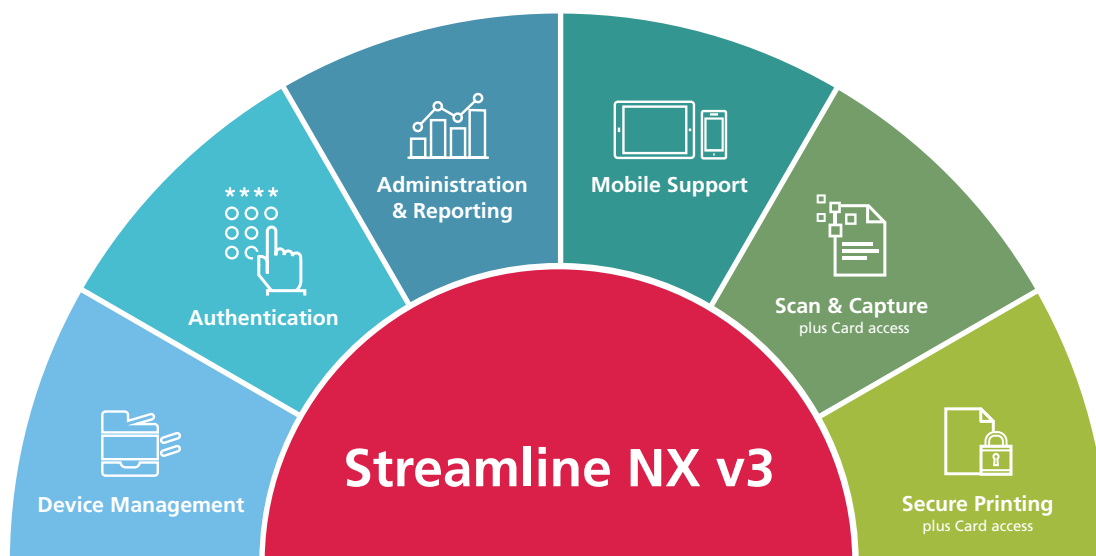 Device Management
****
Authentication
Administration
& Reporting
Mobile Support
Scan & Capture
plus Card access
Secure Printing
plus Card access
Streamline NX v3